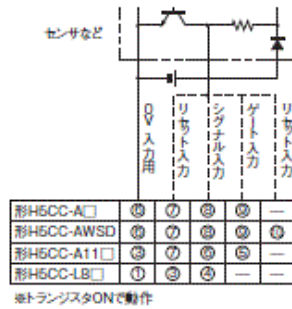 センサなど
0V入力用
リセット入力
シグナル入力
ゲート入力
リセット入力
形H5CC-A□ ⑥ ⑦ ⑧ ⑨ —
形H5CC-AWSD ⑥ ⑦ ⑧ ⑨ ⑩
形H5CC-A11□ ③ ⑦ ⑥ ⑤ —
形H5CC-LB□ ① ③ ④ — —
※トランジスタONで動作